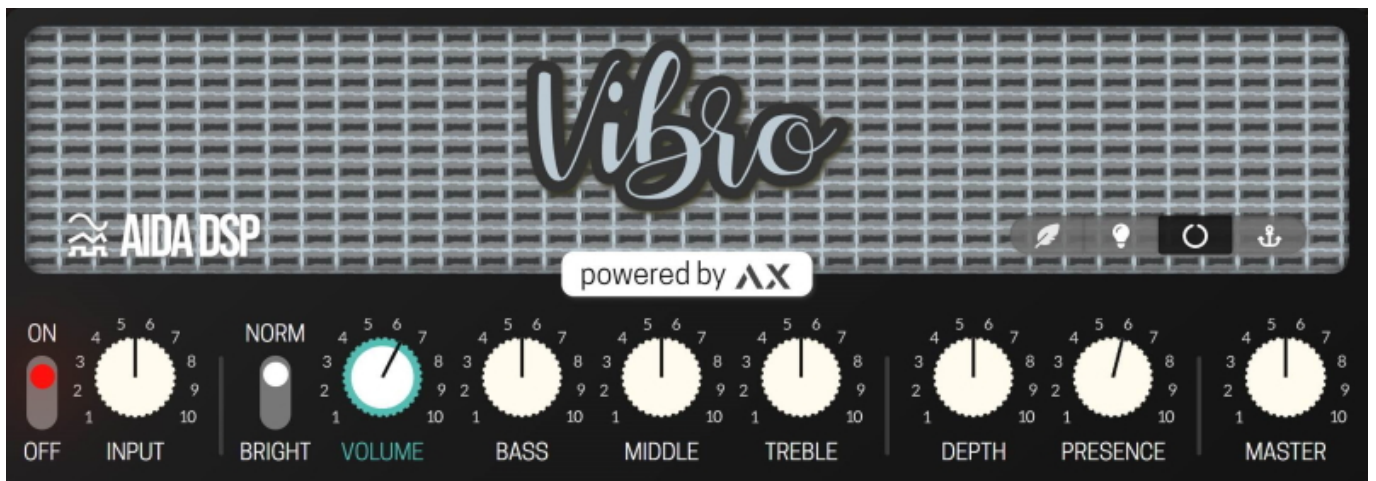 Vibro
AIDA DSP
powered by AX
ON OFF
1 2 3 4 5 6 7 8 9 10
INPUT
NORM BRIGHT
1 2 3 4 5 6 7 8 9 10
VOLUME
1 2 3 4 5 6 7 8 9 10
BASS
1 2 3 4 5 6 7 8 9 10
MIDDLE
1 2 3 4 5 6 7 8 9 10
TREBLE
1 2 3 4 5 6 7 8 9 10
DEPTH
1 2 3 4 5 6 7 8 9 10
PRESENCE
1 2 3 4 5 6 7 8 9 10
MASTER